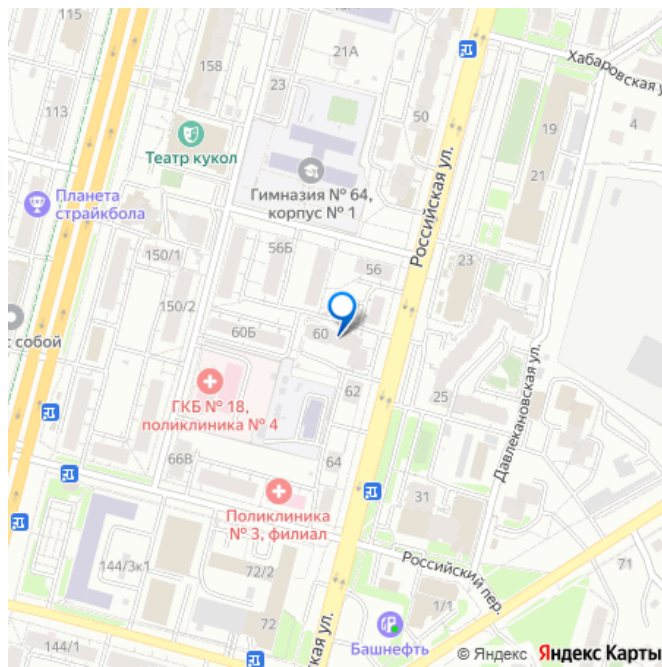 115
21А
Хабаровская у
158
113
23
50
19
4
Театр кукол
21
Российская ул.
Планета
страйкбола
Гимназия № 64,
корпус № 1
150/1
56Б
56
23
150/2
с собой
60Б
60
Давлекановская ул.
62
25
ГКБ № 18,
поликлиника № 4
66В
64
31
Поликлиника
№ 3, филиал
144/3к1
72/2
Российский пер.
71
1/1
72
ская ул.
144/1
Башнефть
© Яндекс Яндекс Карты